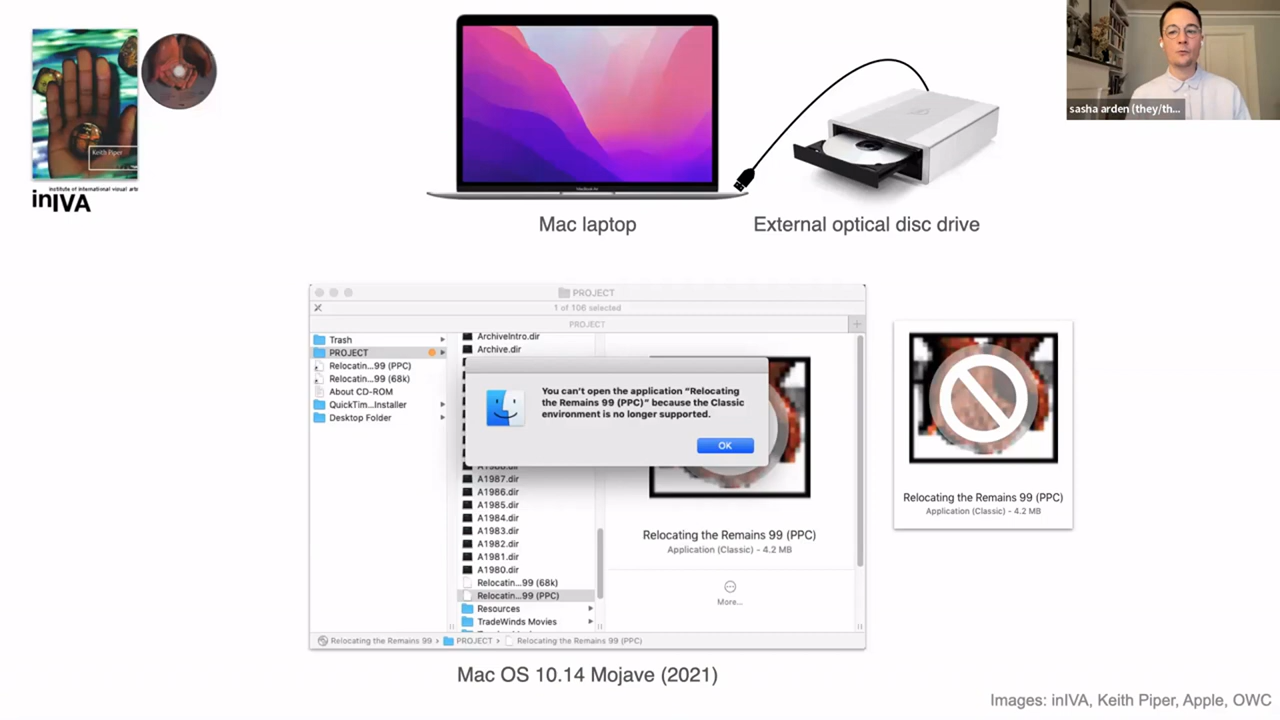 Keith Piper
institute of international visual arts
inIVA
MacBook Air
Mac laptop
External optical disc drive
sasha arden (they/th...
PROJECT
1 of 106 selected
PROJECT
Trash
PROJECT
Relocating...99 (PPC)
Relocatin...99 (68k)
About CD-ROM
QuickTim...Installer
Desktop Folder
ArchiveIntro.dir
Archive.dir
You can't open the application "Relocating
the Remains 99 (PPC)" because the Classic
environment is no longer supported.
OK
A1987.dir
A1986.dir
A1985.dir
A1984.dir
A1983.dir
A1982.dir
A1981.dir
A1980.dir
Relocatin...99 (68k)
Relocatin...99 (PPC)
Resources
TradeWinds Movies
Relocating the Remains 99 (PPC)
Application (Classic) - 4.2 MB
More...
Relocating the Remains 99 › PROJECT › Relocating the Remains 99 (PPC)
Relocating the Remains 99 (PPC)
Application (Classic) - 4.2 MB
Mac OS 10.14 Mojave (2021)
Images: inIVA, Keith Piper, Apple, OWC